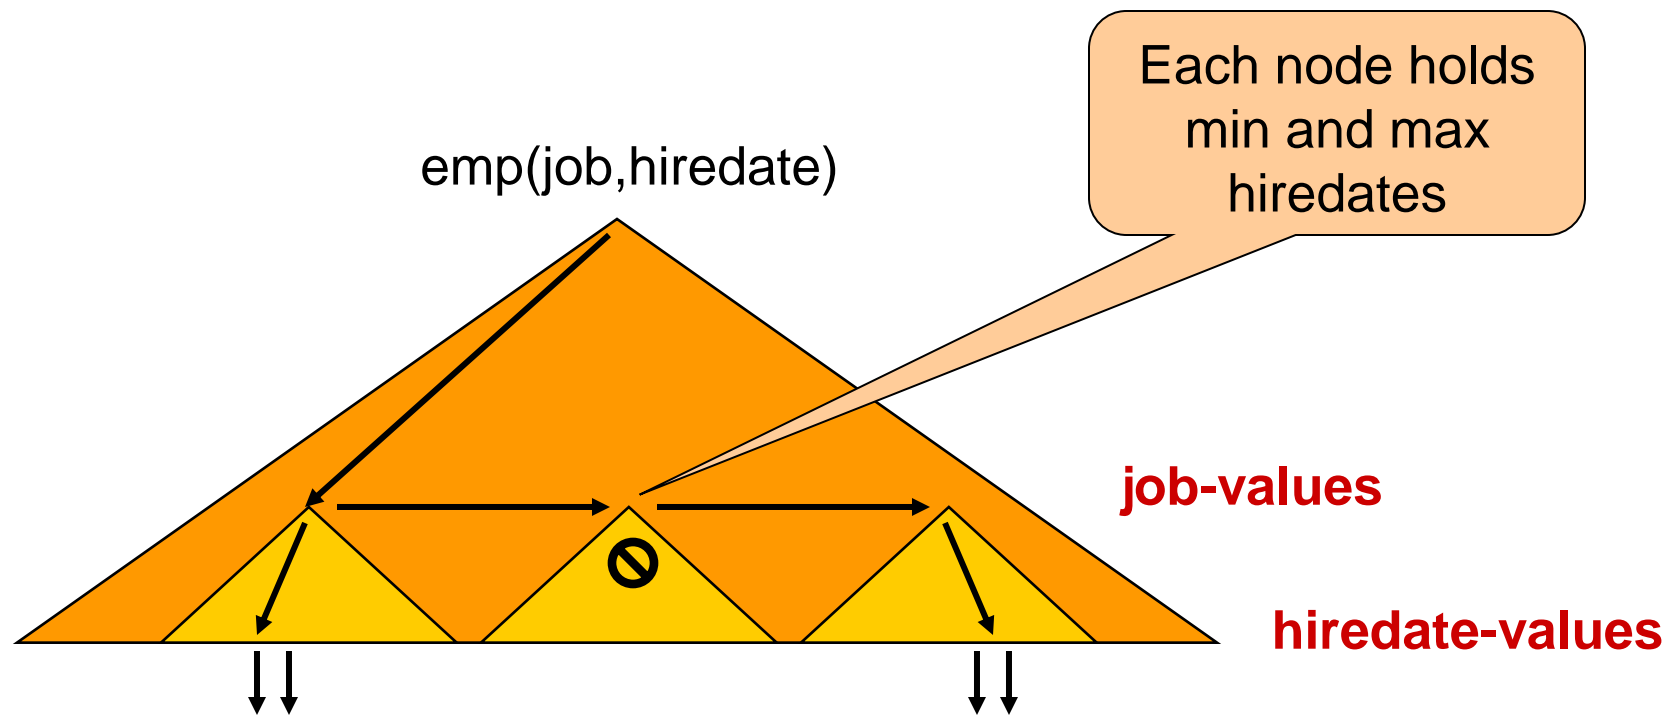 Each node holds
min and max
hiredates
emp(job,hiredate)
job-values
hiredate-values